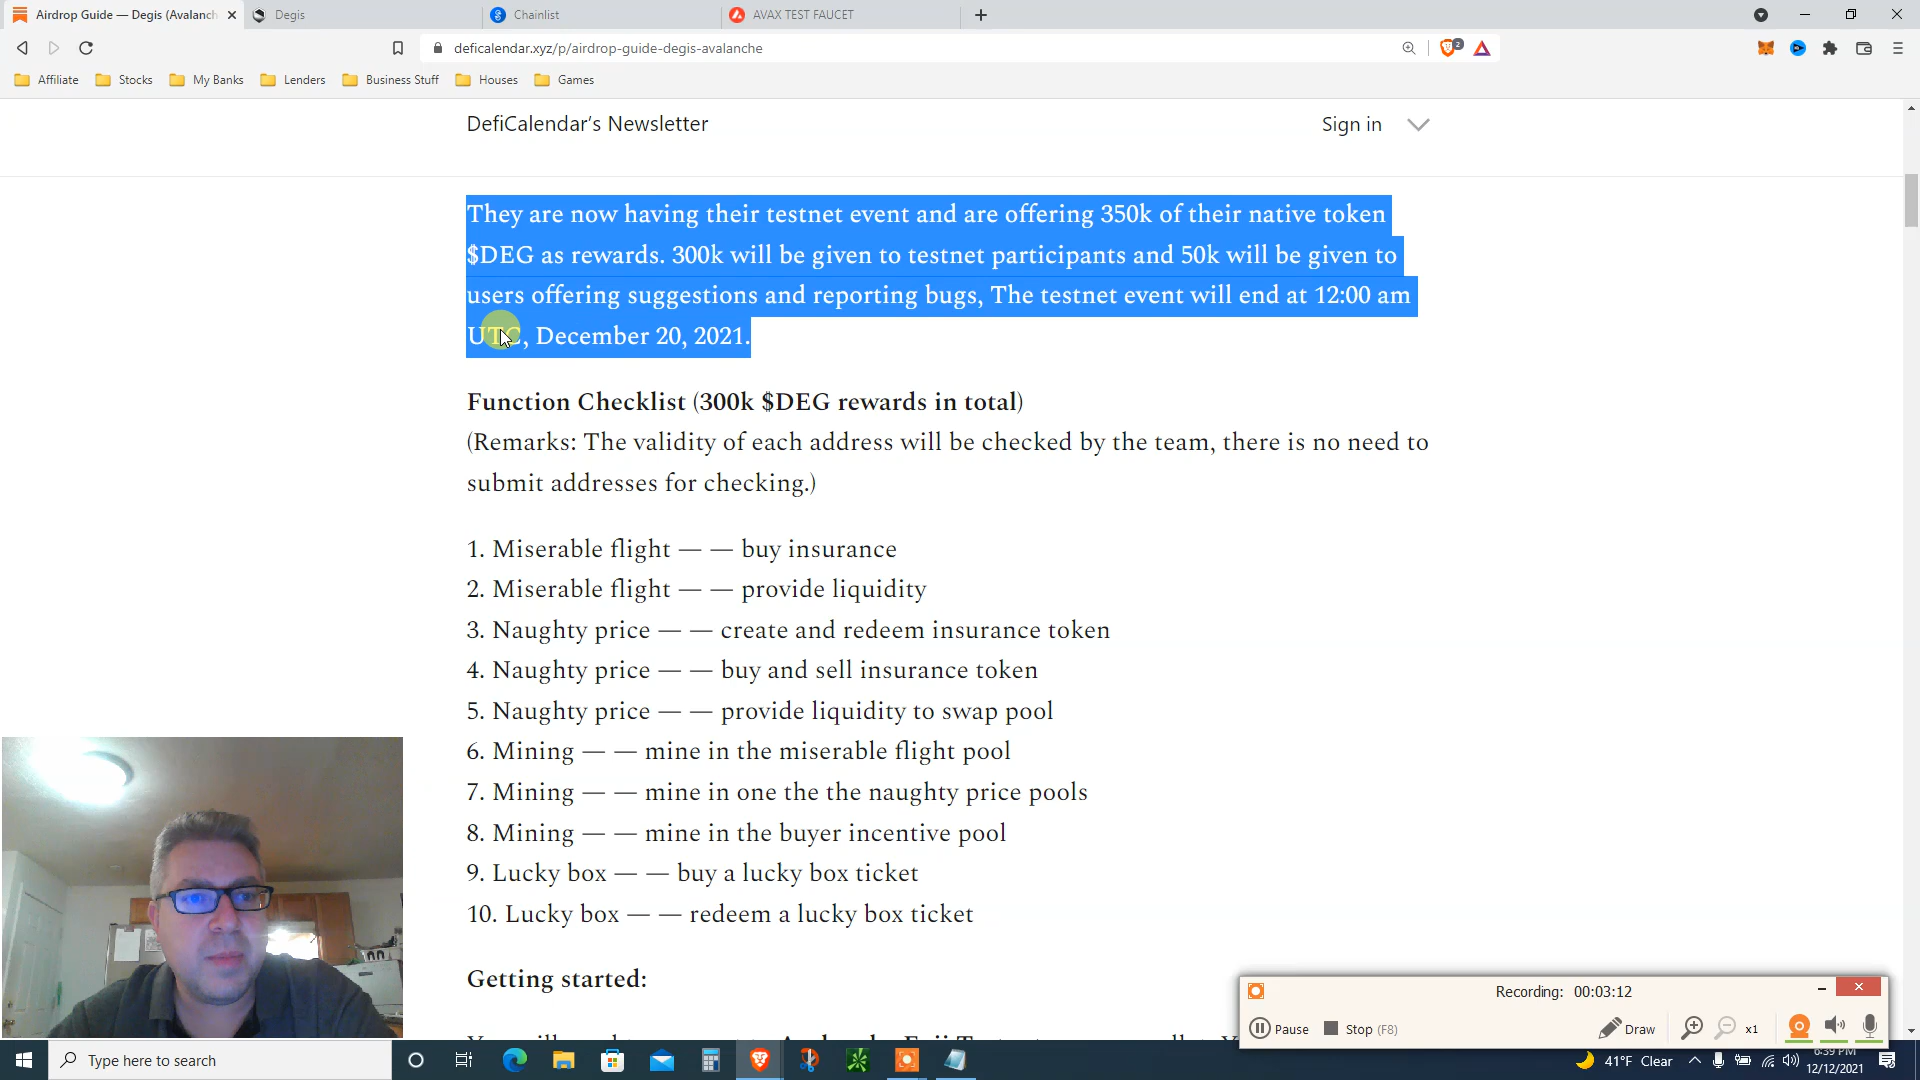 Airdrop Guide — Degis (Avalanch
Degis
Chainlist
AVAX TEST FAUCET
deficalendar.xyz/p/airdrop-guide-degis-avalanche
2
Affiliate
Stocks
My Banks
Lenders
Business Stuff
Houses
Games
DefiCalendar's Newsletter
Sign in
They are now having their testnet event and are offering 350k of their native token
$DEG as rewards. 300k will be given to testnet participants and 50k will be given to
users offering suggestions and reporting bugs, The testnet event will end at 12:00 am
UTC, December 20, 2021.
Function Checklist (300k $DEG rewards in total)
(Remarks: The validity of each address will be checked by the team, there is no need to
submit addresses for checking.)
1. Miserable flight — — buy insurance
2. Miserable flight — — provide liquidity
3. Naughty price — — create and redeem insurance token
4. Naughty price — — buy and sell insurance token
5. Naughty price — — provide liquidity to swap pool
6. Mining — — mine in the miserable flight pool
7. Mining — — mine in one the the naughty price pools
8. Mining — — mine in the buyer incentive pool
9. Lucky box — — buy a lucky box ticket
10. Lucky box — — redeem a lucky box ticket
Getting started:
Recording: 00:03:12
Pause
Stop (F8)
Draw
x1
Type here to search
41°F Clear
6:39 PM
12/12/2021